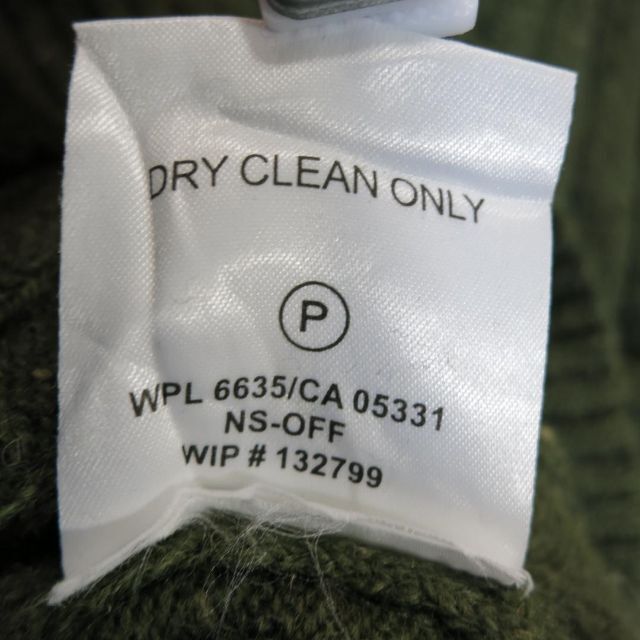 DRY CLEAN ONLY
P
WPL 6635/CA 05331
NS-OFF
WIP # 132799